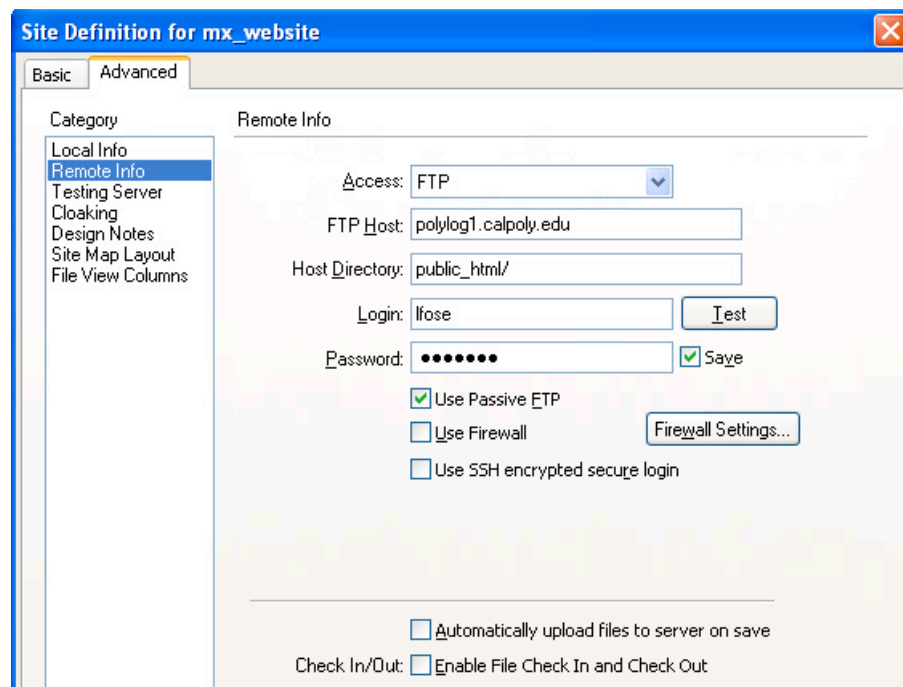 Site Definition for mx_website
Basic
Advanced
Category
Local Info
Remote Info
Testing Server
Cloaking
Design Notes
Site Map Layout
File View Columns
Remote Info
Access: FTP
FTP Host: polylog1.calpoly.edu
Host Directory: public_html/
Login: lfose
Test
Password: •••••••
Save
Use Passive FTP
Use Firewall
Firewall Settings...
Use SSH encrypted secure login
Automatically upload files to server on save
Check In/Out: Enable File Check In and Check Out